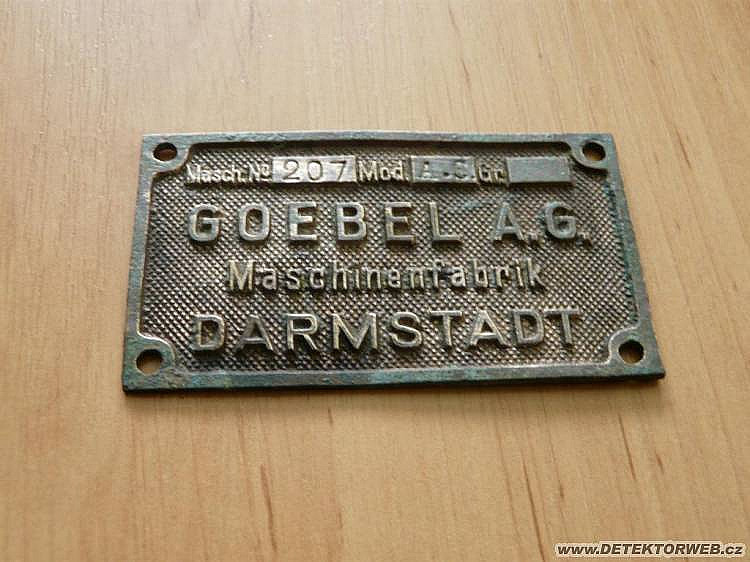 Masch. No 207 Mod. A.C. Gr.
GOEBEL A.G.
Maschinenfabrik
DARMSTADT
www.DETEKTORWEB.cz